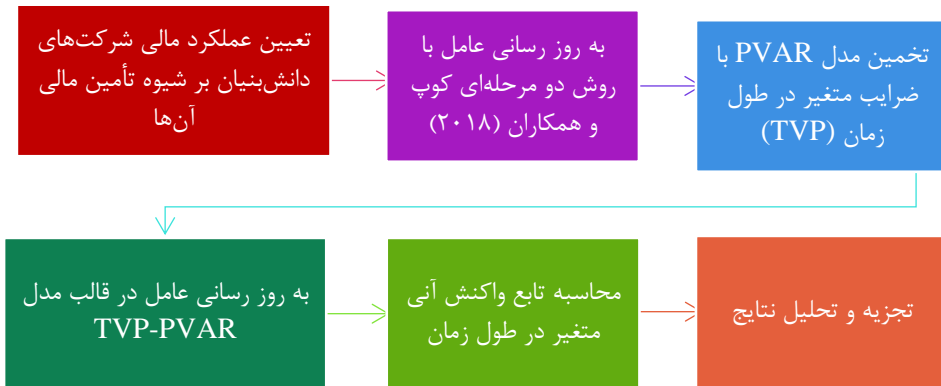 تعیین عملکرد مالی شرکت‌های
دانش‌بنیان بر شیوه تأمین مالی
آن‌ها
به روز رسانی عامل با
روش دو مرحله‌ای کوپ
و همکاران (۲۰۱۸)
تخمین مدل PVAR با
ضرایب متغیر در طول
زمان (TVP)
به روز رسانی عامل در قالب مدل
TVP-PVAR
محاسبه تابع واکنش آنی
متغیر در طول زمان
تجزیه و تحلیل نتایج